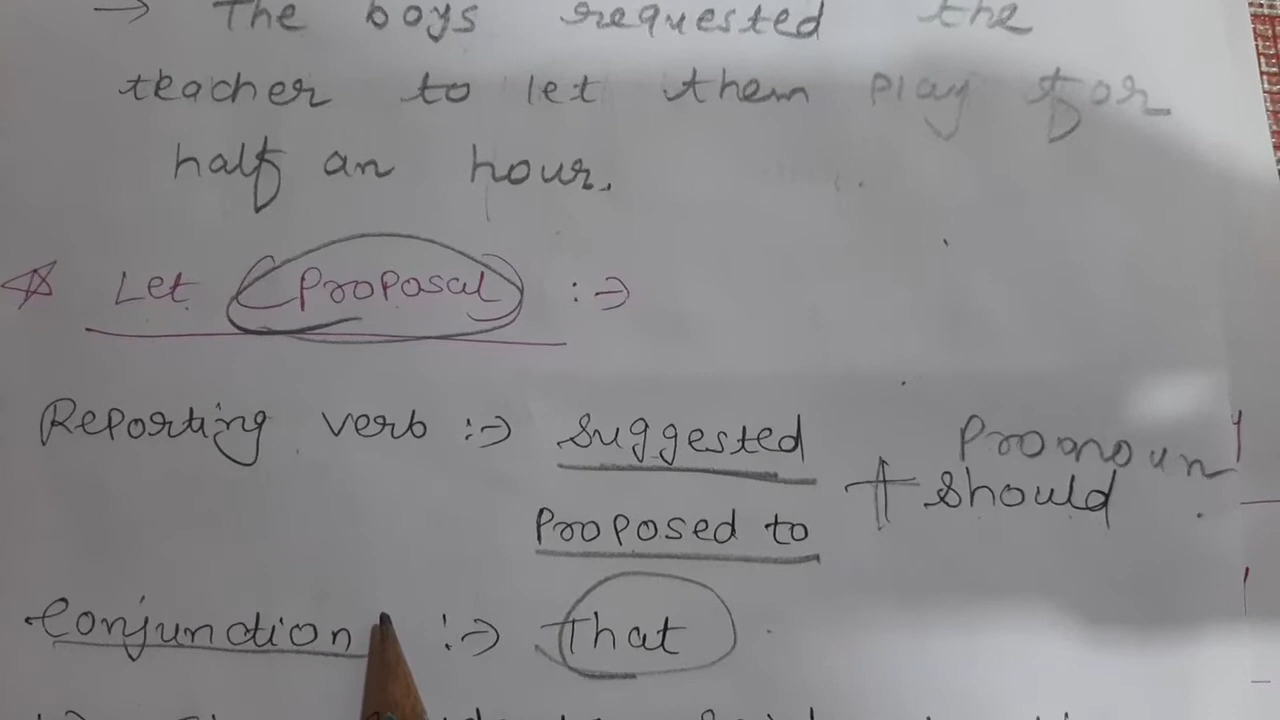 → The boys requested the
teacher to let them play for
half an hour.
☆ Let (Proposal) :→
Reporting verb :→ Suggested
Pronoun
+ should
Proposed to
Conjunction :→ that